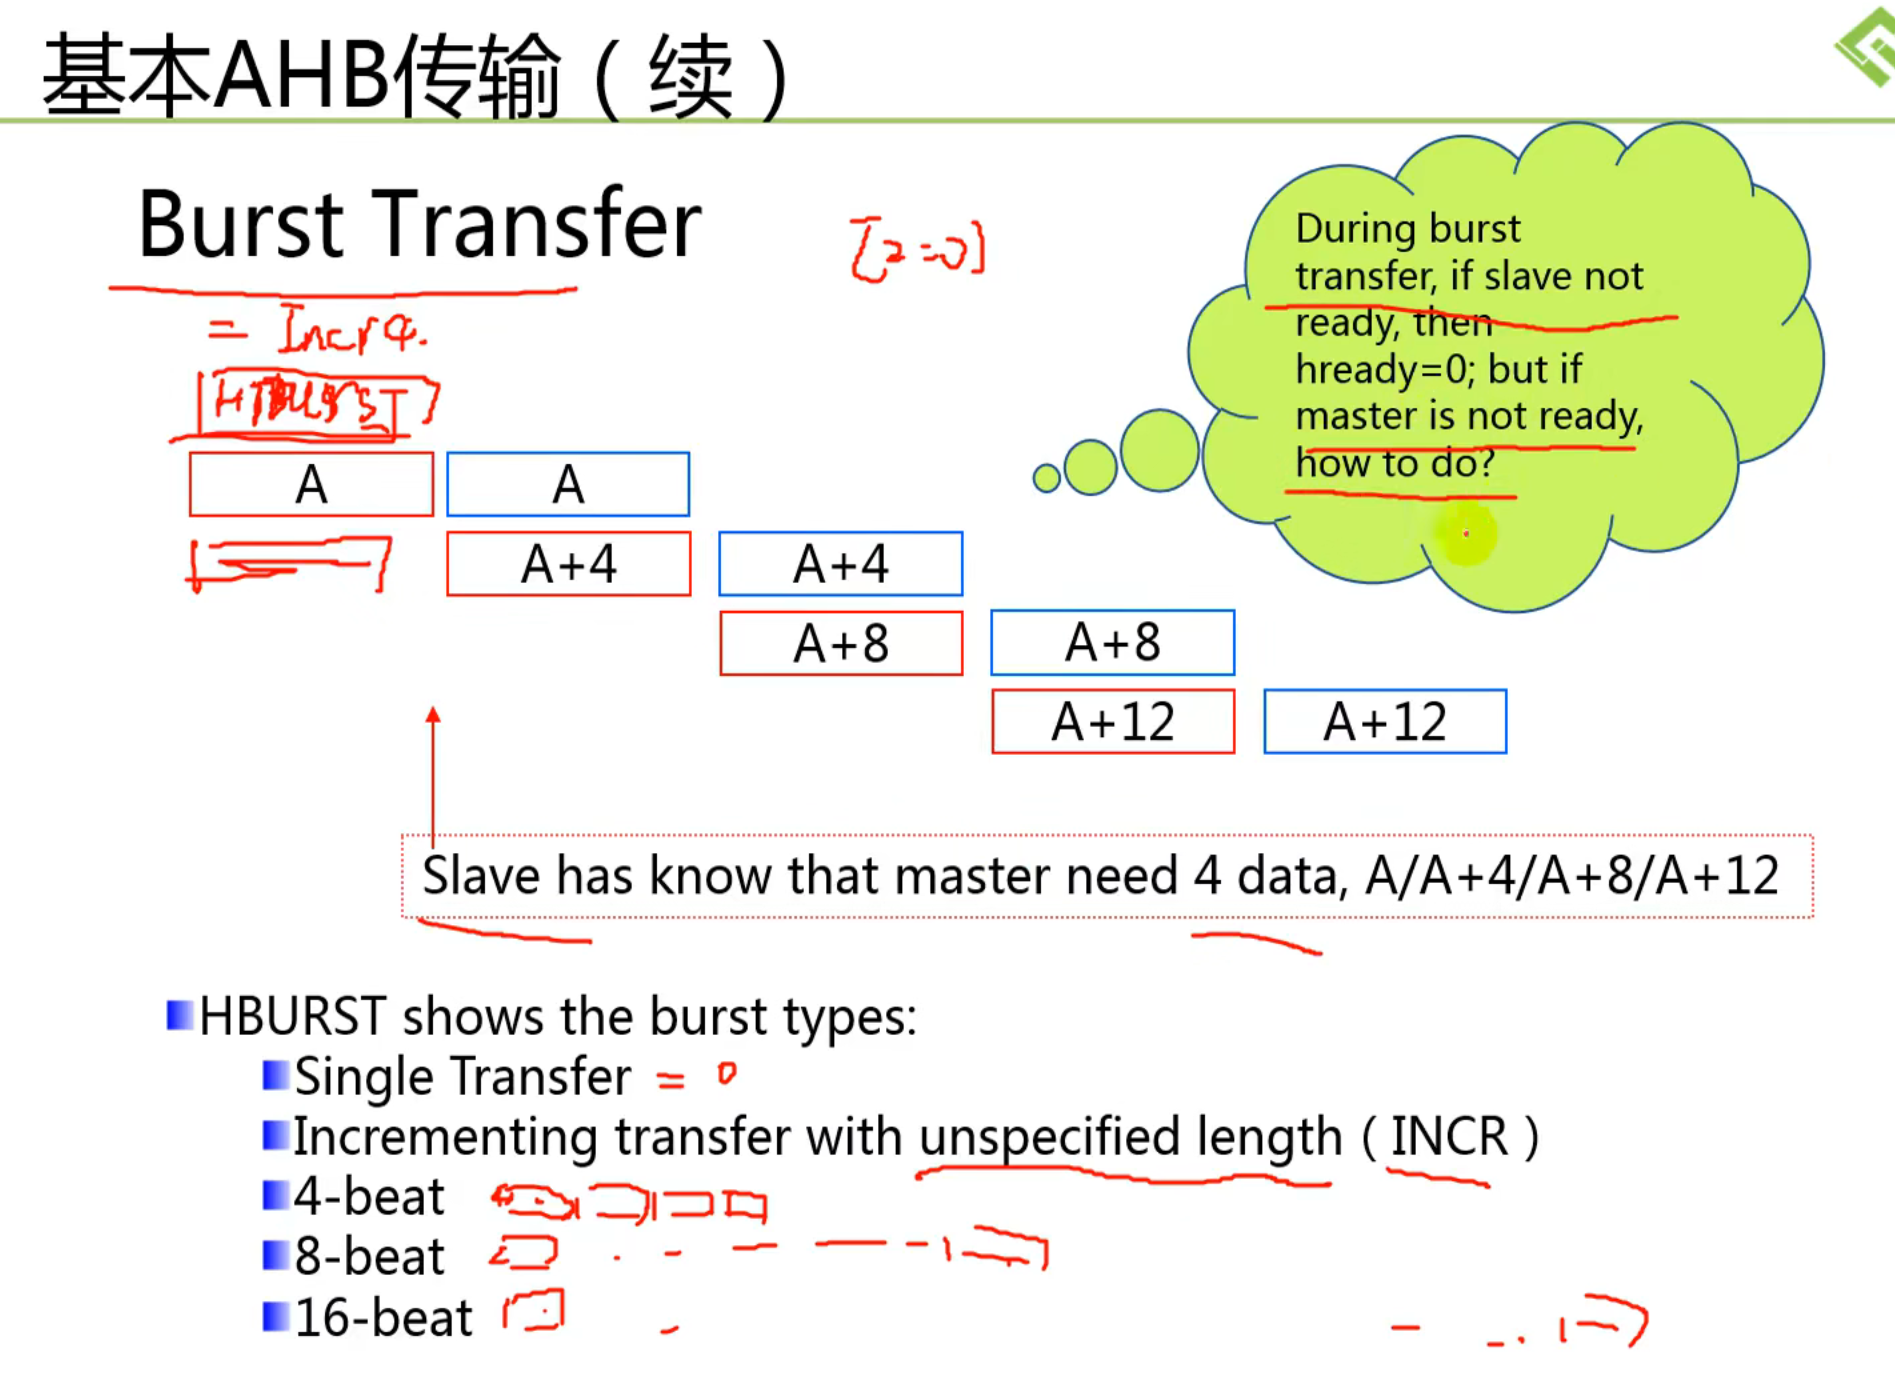 基本AHB传输（续）
Burst Transfer
[2=0]
= Incr4.
HBURST
During burst
transfer, if slave not
ready, then
hready=0; but if
master is not ready,
how to do?
A A
A+4 A+4
A+8 A+8
A+12 A+12
Slave has know that master need 4 data, A/A+4/A+8/A+12
HBURST shows the burst types:
Single Transfer = 0
Incrementing transfer with unspecified length（INCR）
4-beat
8-beat
16-beat